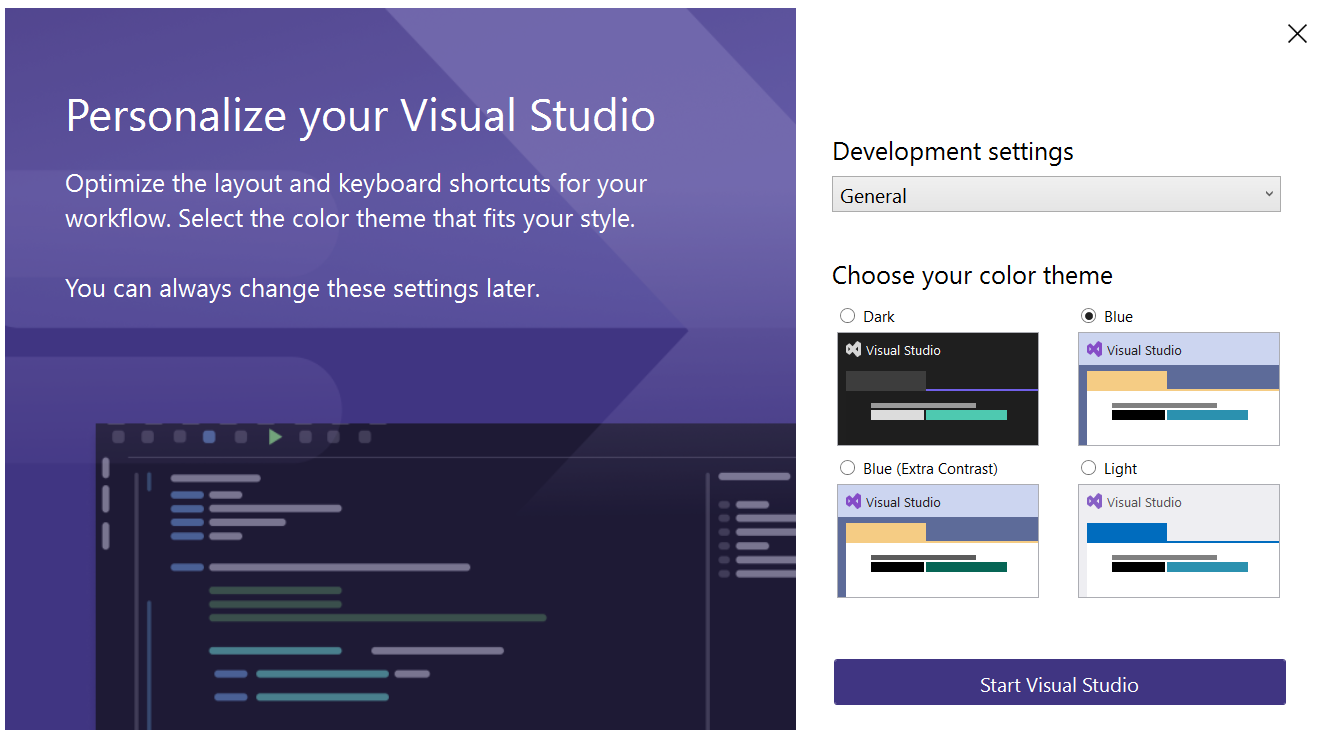 Personalize your Visual Studio
Optimize the layout and keyboard shortcuts for your
workflow. Select the color theme that fits your style.
You can always change these settings later.
Development settings
General
Choose your color theme
Dark
Visual Studio
Blue
Visual Studio
Blue (Extra Contrast)
Visual Studio
Light
Visual Studio
Start Visual Studio